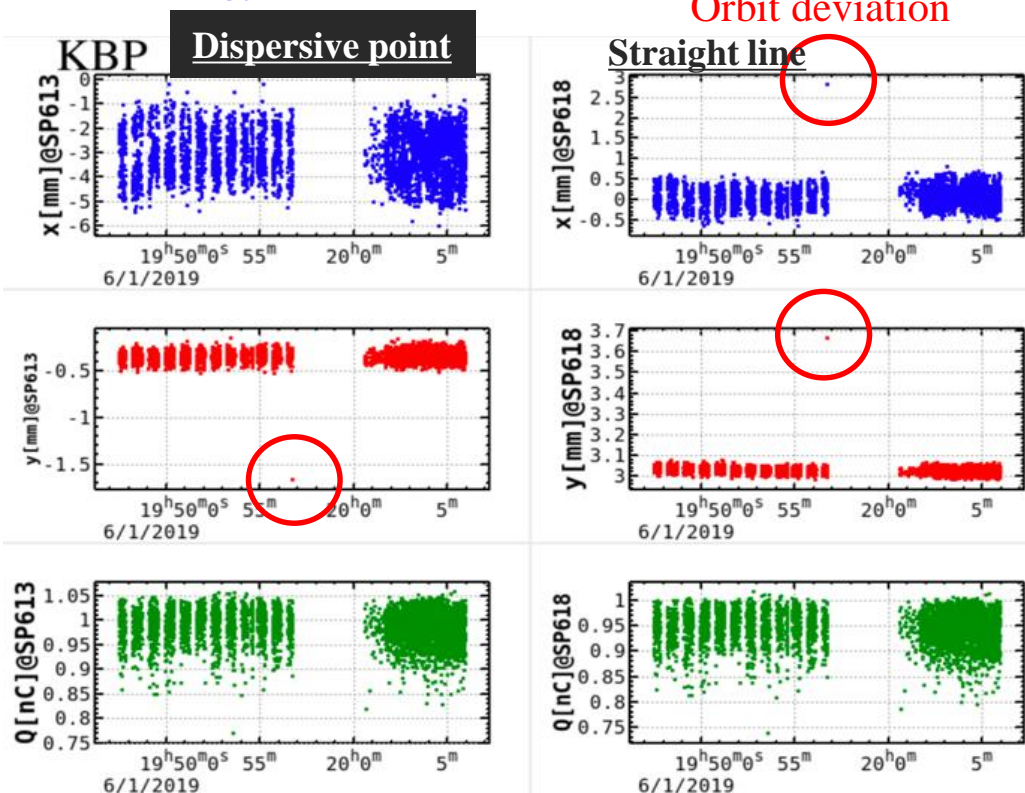 Orbit deviation
KBP
Dispersive point
Straight line
x[mm]@SP613
0
-1
-2
-3
-4
-5
-6
19h50m0s 55m 20h0m 5m
6/1/2019
x[mm]@SP618
3
2.5
2
1.5
1
0.5
0
-0.5
19h50m0s 55m 20h0m 5m
6/1/2019
y[mm]@SP613
-0.5
-1
-1.5
19h50m0s 55m 20h0m 5m
6/1/2019
y[mm]@SP618
3.7
3.6
3.5
3.4
3.3
3.2
3.1
3
19h50m0s 55m 20h0m 5m
6/1/2019
Q[nC]@SP613
1.05
1
0.95
0.9
0.85
0.8
0.75
19h50m0s 55m 20h0m 5m
6/1/2019
Q[nC]@SP618
1
0.95
0.9
0.85
0.8
0.75
19h50m0s 55m 20h0m 5m
6/1/2019